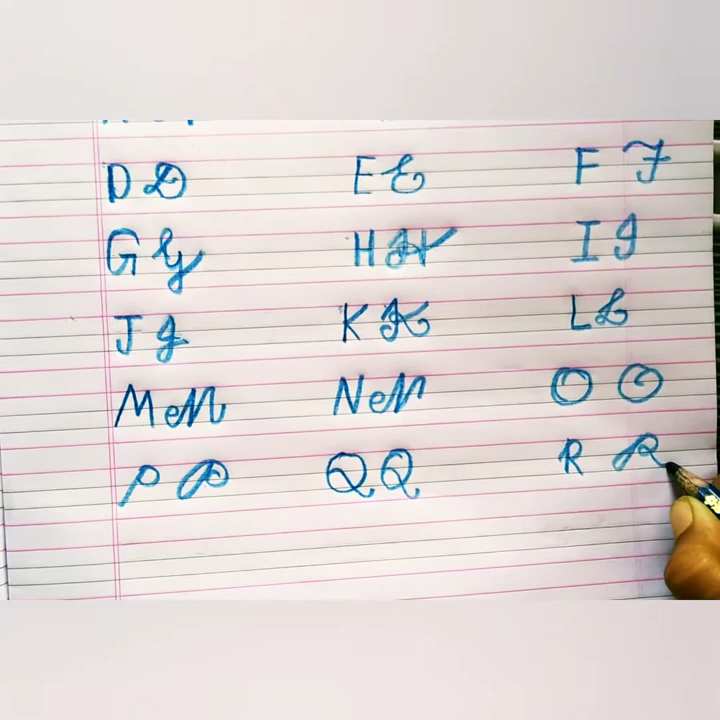 D D E E F F
G G H H I I
J J K K L L
M M N N O O
P P Q Q R R